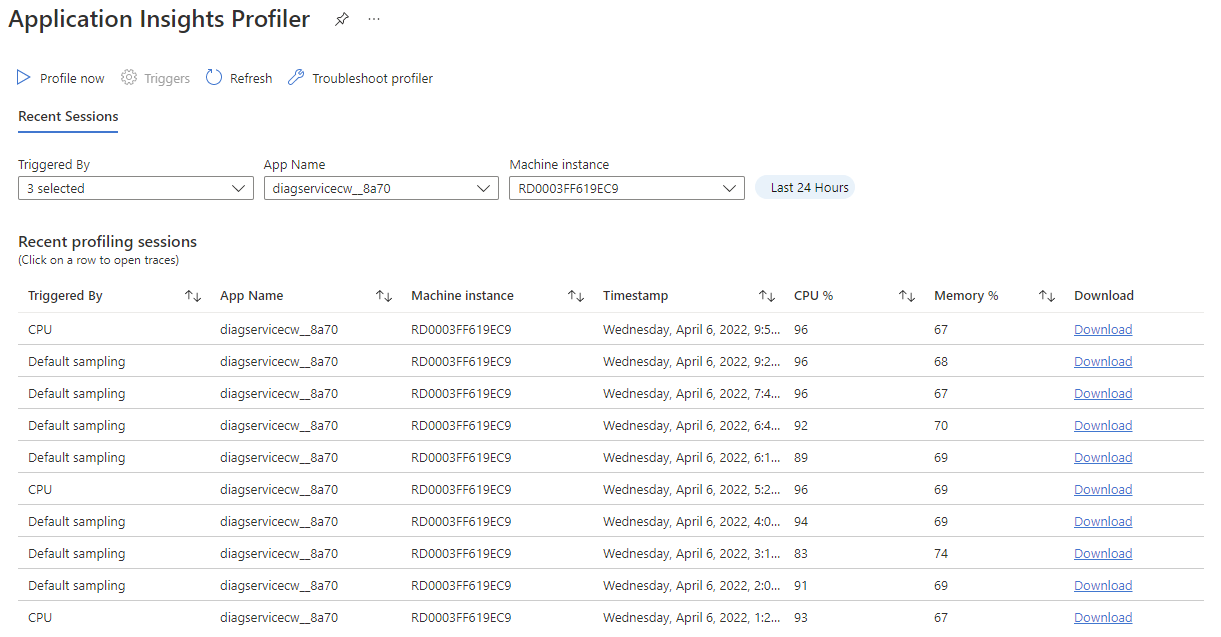 Application Insights Profiler ...
Profile now Triggers Refresh Troubleshoot profiler
Recent Sessions
Triggered By App Name Machine instance
3 selected diagservicecw__8a70 RD0003FF619EC9 Last 24 Hours
Recent profiling sessions
(Click on a row to open traces)
Triggered By App Name Machine instance Timestamp CPU % Memory % Download
CPU diagservicecw__8a70 RD0003FF619EC9 Wednesday, April 6, 2022, 9:5... 96 67 Download
Default sampling diagservicecw__8a70 RD0003FF619EC9 Wednesday, April 6, 2022, 9:2... 96 68 Download
Default sampling diagservicecw__8a70 RD0003FF619EC9 Wednesday, April 6, 2022, 7:4... 96 67 Download
Default sampling diagservicecw__8a70 RD0003FF619EC9 Wednesday, April 6, 2022, 6:4... 92 70 Download
Default sampling diagservicecw__8a70 RD0003FF619EC9 Wednesday, April 6, 2022, 6:1... 89 69 Download
CPU diagservicecw__8a70 RD0003FF619EC9 Wednesday, April 6, 2022, 5:2... 96 69 Download
Default sampling diagservicecw__8a70 RD0003FF619EC9 Wednesday, April 6, 2022, 4:0... 94 69 Download
Default sampling diagservicecw__8a70 RD0003FF619EC9 Wednesday, April 6, 2022, 3:1... 83 74 Download
Default sampling diagservicecw__8a70 RD0003FF619EC9 Wednesday, April 6, 2022, 2:0... 91 69 Download
CPU diagservicecw__8a70 RD0003FF619EC9 Wednesday, April 6, 2022, 1:2... 93 67 Download